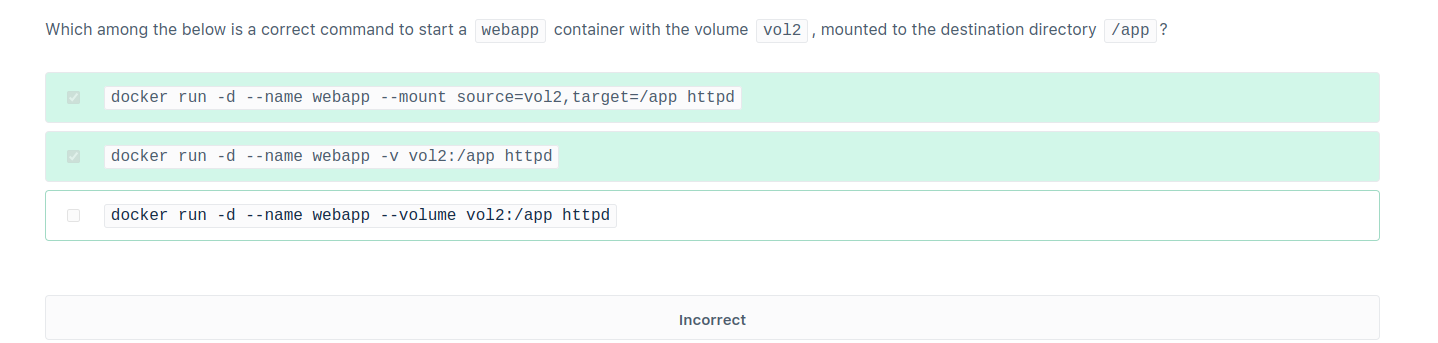 Which among the below is a correct command to start a webapp container with the volume vol2 , mounted to the destination directory /app ?
docker run -d --name webapp --mount source=vol2,target=/app httpd
docker run -d --name webapp -v vol2:/app httpd
docker run -d --name webapp --volume vol2:/app httpd
Incorrect